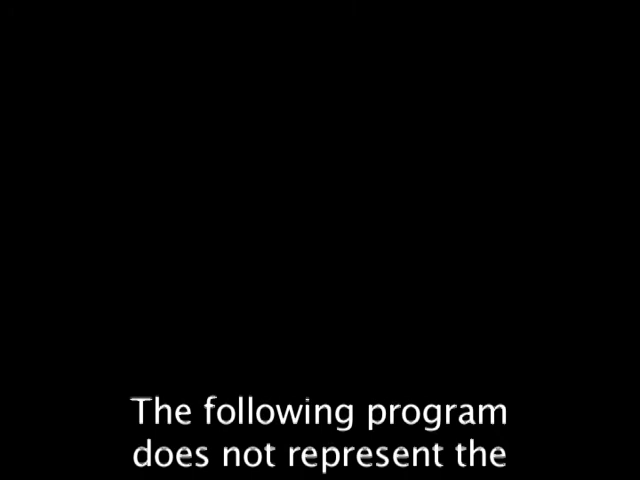 The following program
does not represent the